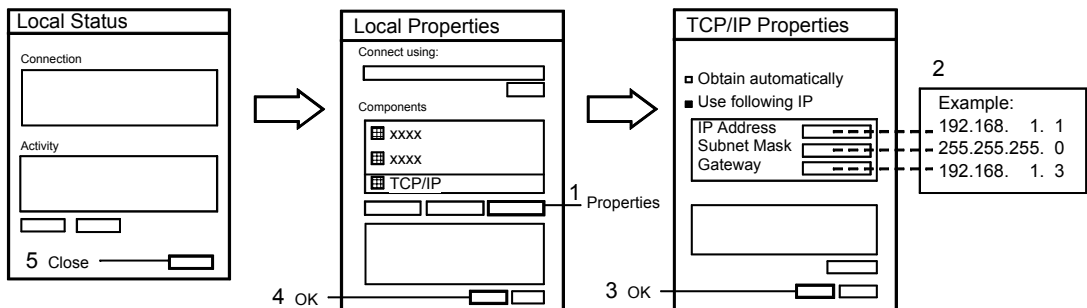 Local Status
Connection
Activity
5 Close
Local Properties
Connect using:
Components
xxxx
xxxx
TCP/IP
1 Properties
4 OK
TCP/IP Properties
Obtain automatically
Use following IP
IP Address
Subnet Mask
Gateway
3 OK
2
Example:
192.168. 1. 1
255.255.255. 0
192.168. 1. 3